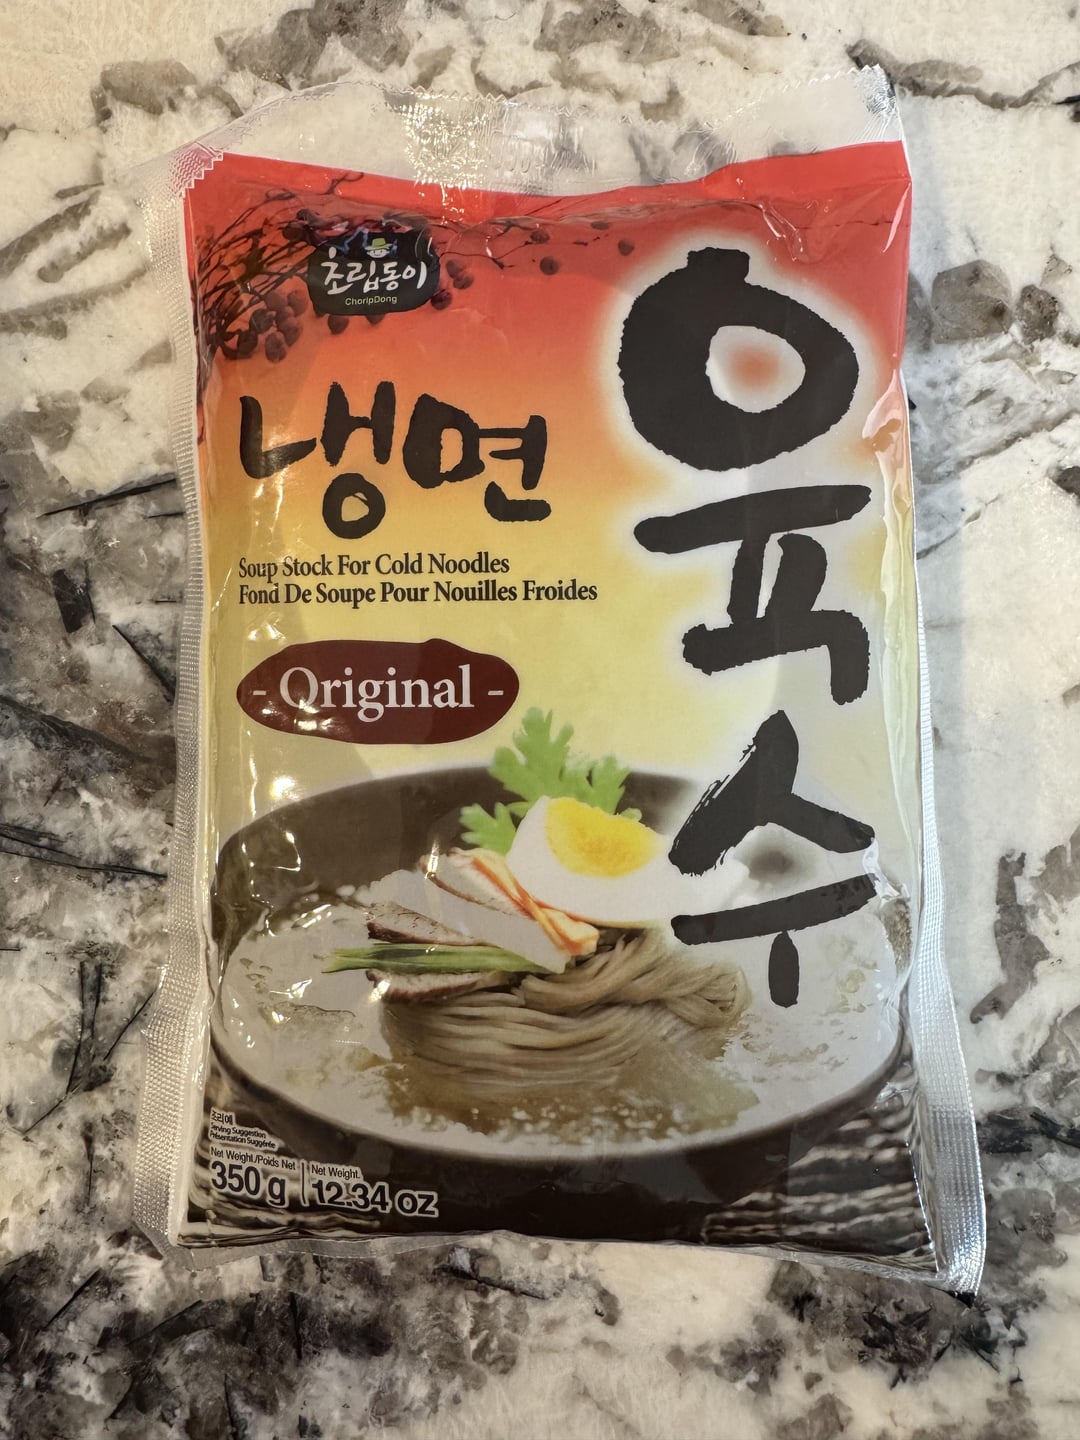 초립동이
ChoripDong
냉면
육수
Soup Stock For Cold Noodles
Fond De Soupe Pour Nouilles Froides
- Original -
조리예
Serving Suggestion
Présentation Suggérée
Net Weight/Poids Net
350 g
Net Weight.
12.34 oz